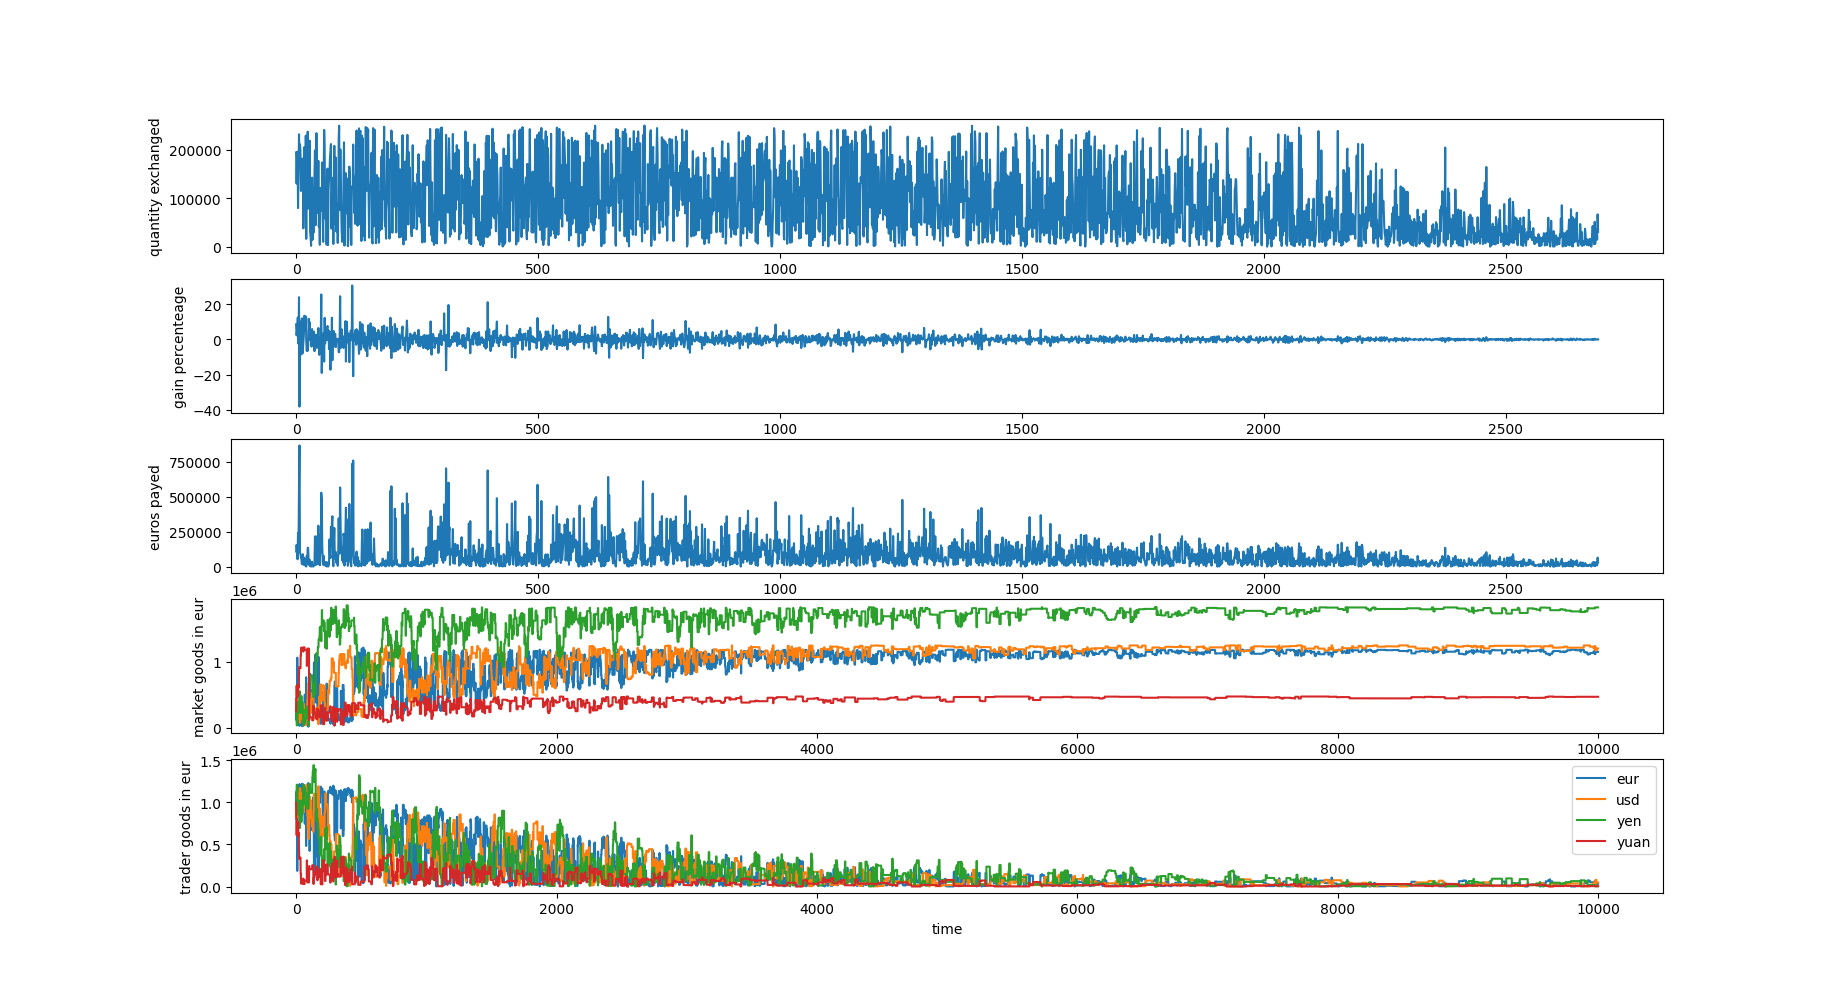 quantity exchanged
200000
100000
0
0 500 1000 1500 2000 2500
gain percenteage
20
0
−20
−40
0 500 1000 1500 2000 2500
euros payed
750000
500000
250000
0
0 500 1000 1500 2000 2500
1e6
market goods in eur
1
0
0 2000 4000 6000 8000 10000
1e6
trader goods in eur
1.5
1.0
0.5
0.0
eur
usd
yen
yuan
0 2000 4000 6000 8000 10000
time